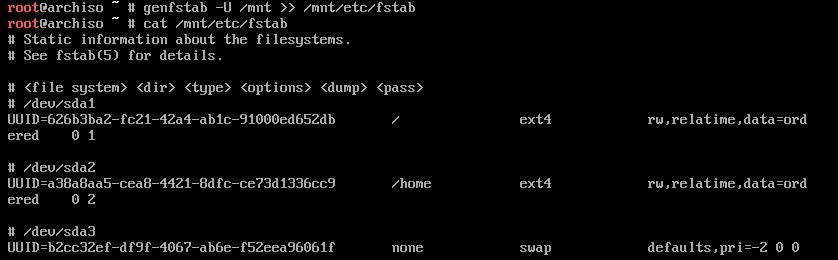 root@archiso ~ # genfstab -U /mnt >> /mnt/etc/fstab
root@archiso ~ # cat /mnt/etc/fstab
# Static information about the filesystems.
# See fstab(5) for details.
# <file system> <dir> <type> <options> <dump> <pass>
# /dev/sda1
UUID=626b3ba2-fc21-42a4-ab1c-91000ed652db / ext4 rw,relatime,data=ord
ered 0 1
# /dev/sda2
UUID=a38a8aa5-cea8-4421-8dfc-ce73d1336cc9 /home ext4 rw,relatime,data=ord
ered 0 2
# /dev/sda3
UUID=b2cc32ef-df9f-4067-ab6e-f52eea96061f none swap defaults,pri=-2 0 0